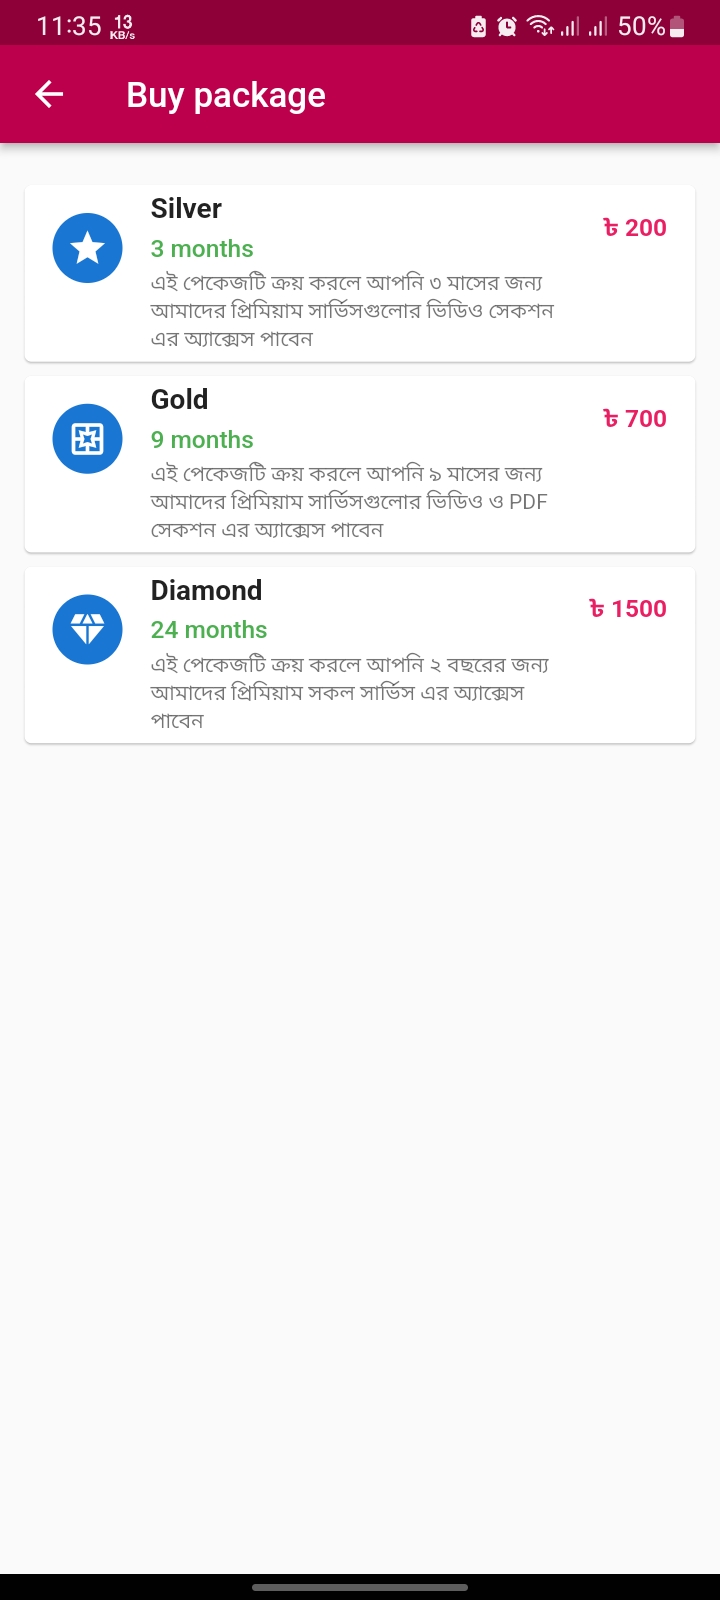 11:35 13 KB/s 50%
Buy package
Silver
৳ 200
3 months
এই পেকেজটি ক্রয় করলে আপনি ৩ মাসের জন্য
আমাদের প্রিমিয়াম সার্ভিসগুলোর ভিডিও সেকশন
এর অ্যাক্সেস পাবেন
Gold
৳ 700
9 months
এই পেকেজটি ক্রয় করলে আপনি ৯ মাসের জন্য
আমাদের প্রিমিয়াম সার্ভিসগুলোর ভিডিও ও PDF
সেকশন এর অ্যাক্সেস পাবেন
Diamond
৳ 1500
24 months
এই পেকেজটি ক্রয় করলে আপনি ২ বছরের জন্য
আমাদের প্রিমিয়াম সকল সার্ভিস এর অ্যাক্সেস
পাবেন